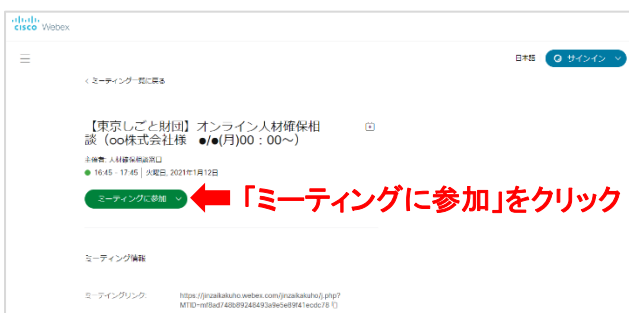 cisco Webex
日本語
サインイン
< ミーティング一覧に戻る
【東京しごと財団】オンライン人材確保相
談（oo株式会社様　●/●(月)00：00～）
主催者: 人材確保相談窓口
16:45 - 17:45 | 火曜日, 2021年1月12日
ミーティングに参加
「ミーティングに参加」をクリック
ミーティング情報
ミーティングリンク:
https://jinzaikakuho.webex.com/jinzaikakuho/j.php?
MTID=mf8ad748b89248493a9e5e89f41ecdc78